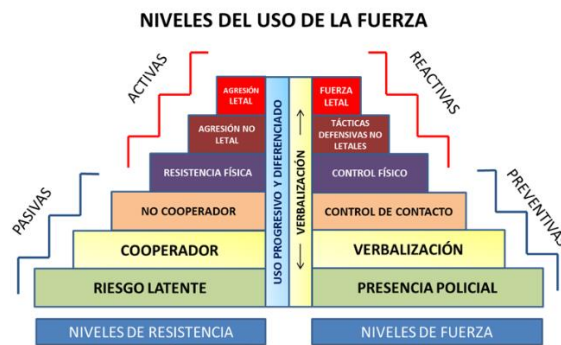 NIVELES DEL USO DE LA FUERZA
ACTIVAS
REACTIVAS
PASIVAS
PREVENTIVAS
AGRESIÓN
LETAL
FUERZA
LETAL
AGRESIÓN NO
LETAL
TÁCTICAS
DEFENSIVAS NO
LETALES
RESISTENCIA FÍSICA
CONTROL FÍSICO
NO COOPERADOR
CONTROL DE CONTACTO
COOPERADOR
VERBALIZACIÓN
RIESGO LATENTE
PRESENCIA POLICIAL
USO PROGRESIVO Y DIFERENCIADO
VERBALIZACIÓN
NIVELES DE RESISTENCIA
NIVELES DE FUERZA